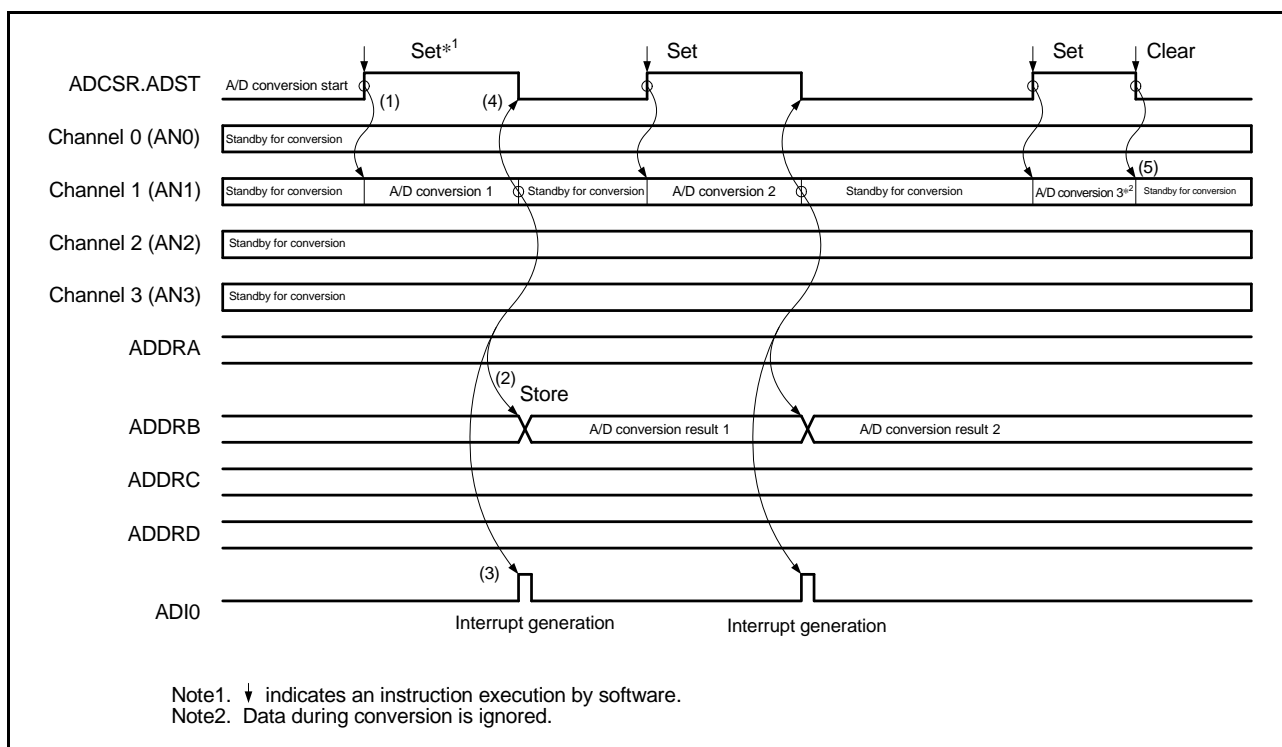 Set*1 Set Set Clear
ADCSR.ADST A/D conversion start
(1) (4)
Channel 0 (AN0) Standby for conversion
(5)
Channel 1 (AN1) Standby for conversion A/D conversion 1 Standby for conversion A/D conversion 2 Standby for conversion A/D conversion 3*2 Standby for conversion
Channel 2 (AN2) Standby for conversion
Channel 3 (AN3) Standby for conversion
ADDRA
(2) Store
ADDRB A/D conversion result 1 A/D conversion result 2
ADDRC
ADDRD
(3)
ADI0
Interrupt generation Interrupt generation
Note1. ↓ indicates an instruction execution by software.
Note2. Data during conversion is ignored.